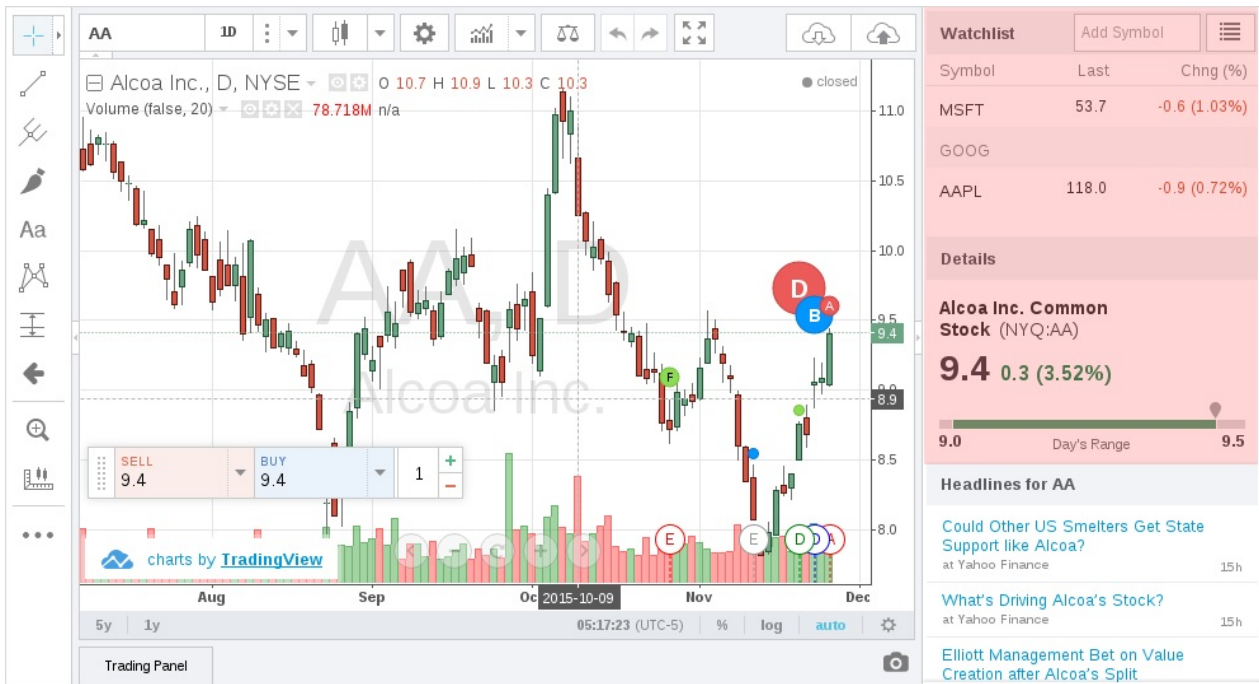 AA
1D
Alcoa Inc., D, NYSE
O 10.7 H 10.9 L 10.3 C 10.3
closed
Volume (false, 20)
78.718M n/a
AA, D
Alcoa Inc.
11.0
10.5
10.0
9.5
9.4
9.0
8.9
8.5
8.0
D
B
A
F
SELL
9.4
BUY
9.4
1
+
−
E
E
D
D
A
charts by TradingView
Aug
Sep
Oc
2015-10-09
Nov
Dec
5y
1y
05:17:23 (UTC-5)
%
log
auto
Trading Panel
Aa
Watchlist
Add Symbol
Symbol Last Chng (%)
MSFT 53.7 -0.6 (1.03%)
GOOG
AAPL 118.0 -0.9 (0.72%)
Details
Alcoa Inc. Common
Stock (NYQ:AA)
9.4 0.3 (3.52%)
9.0 Day's Range 9.5
Headlines for AA
Could Other US Smelters Get State
Support like Alcoa?
at Yahoo Finance 15h
What's Driving Alcoa's Stock?
at Yahoo Finance 15h
Elliott Management Bet on Value
Creation after Alcoa's Split